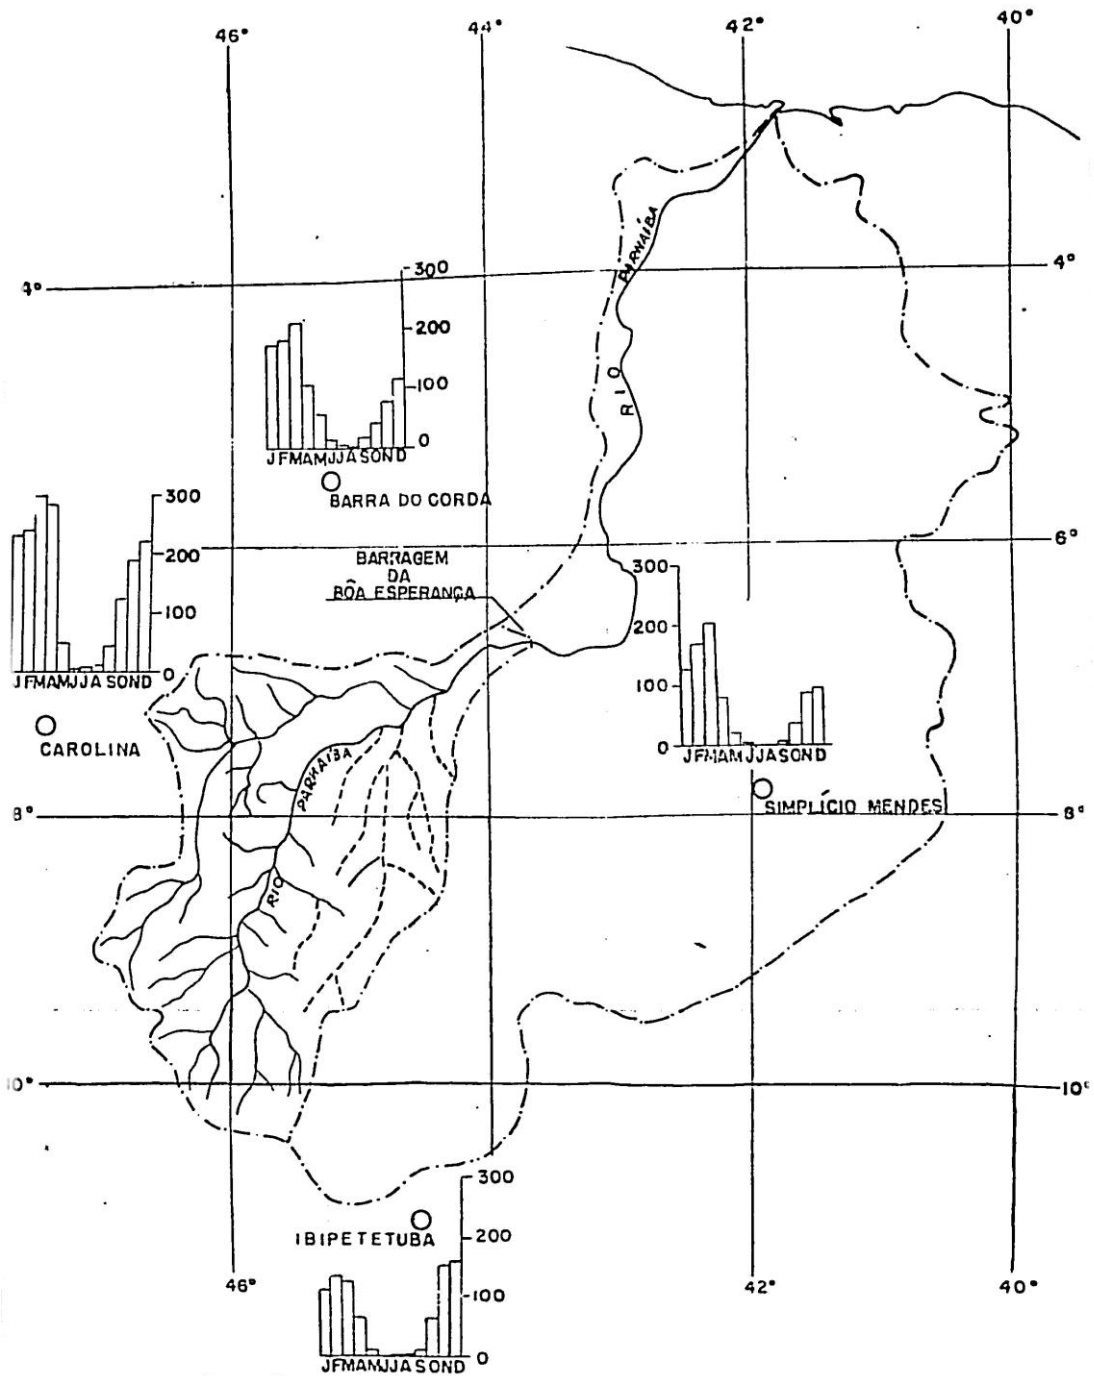 46°
44°
42°
40°
4°
300
200
100
0
JFMAMJJASOND
BARRA DO CORDA
RIO PARNAÍBA
4°
300
200
100
0
JFMAMJJASOND
CAROLINA
BARRAGEM
DA
BÔA ESPERANÇA
6°
300
200
100
0
JFMAMJJASOND
SIMPLÍCIO MENDES
RIO PARNAÍBA
8°
8°
10°
10°
IBIPETETUBA
300
200
100
0
JFMAMJJASOND
46°
42°
40°